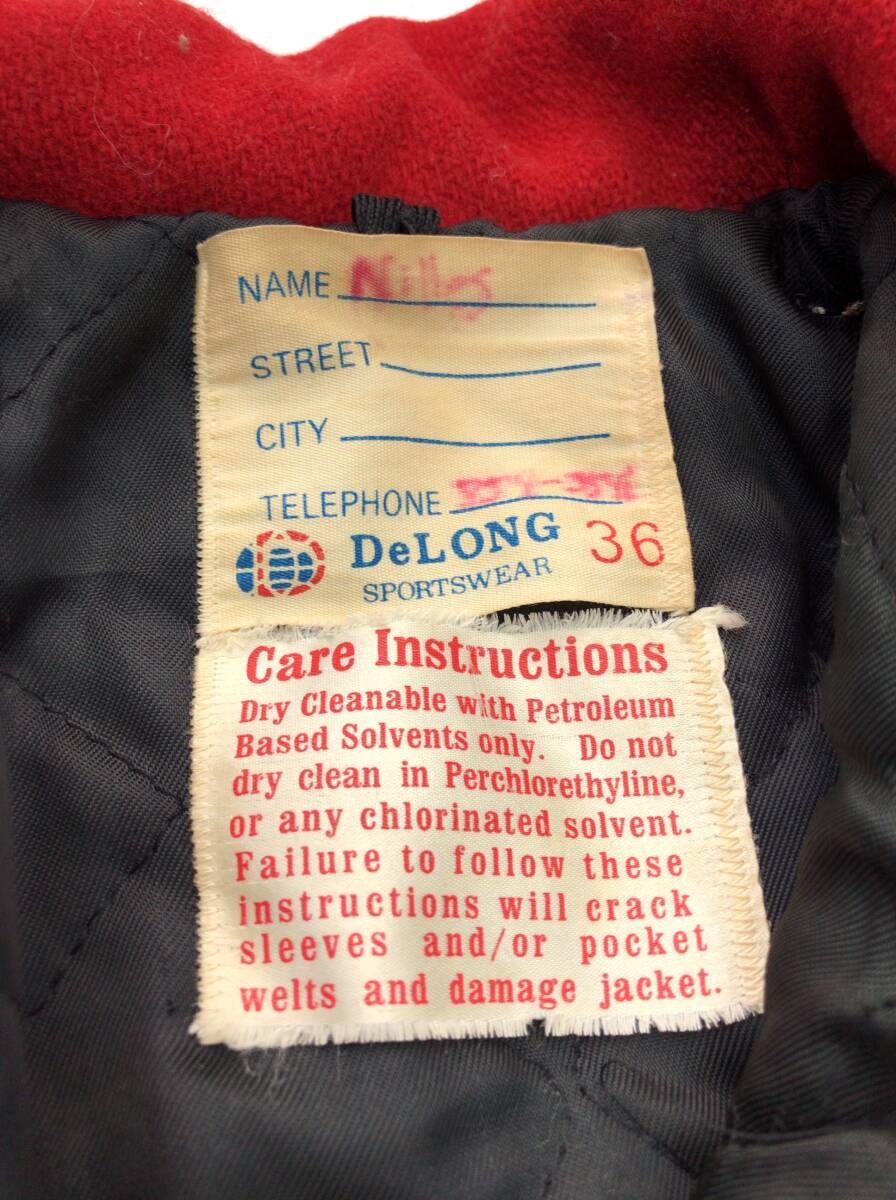 NAME Nilles
STREET
CITY
TELEPHONE
DeLONG 36
SPORTSWEAR
Care Instructions
Dry Cleanable with Petroleum
Based Solvents only. Do not
dry clean in Perchlorethyline,
or any chlorinated solvent.
Failure to follow these
instructions will crack
sleeves and/or pocket
welts and damage jacket.